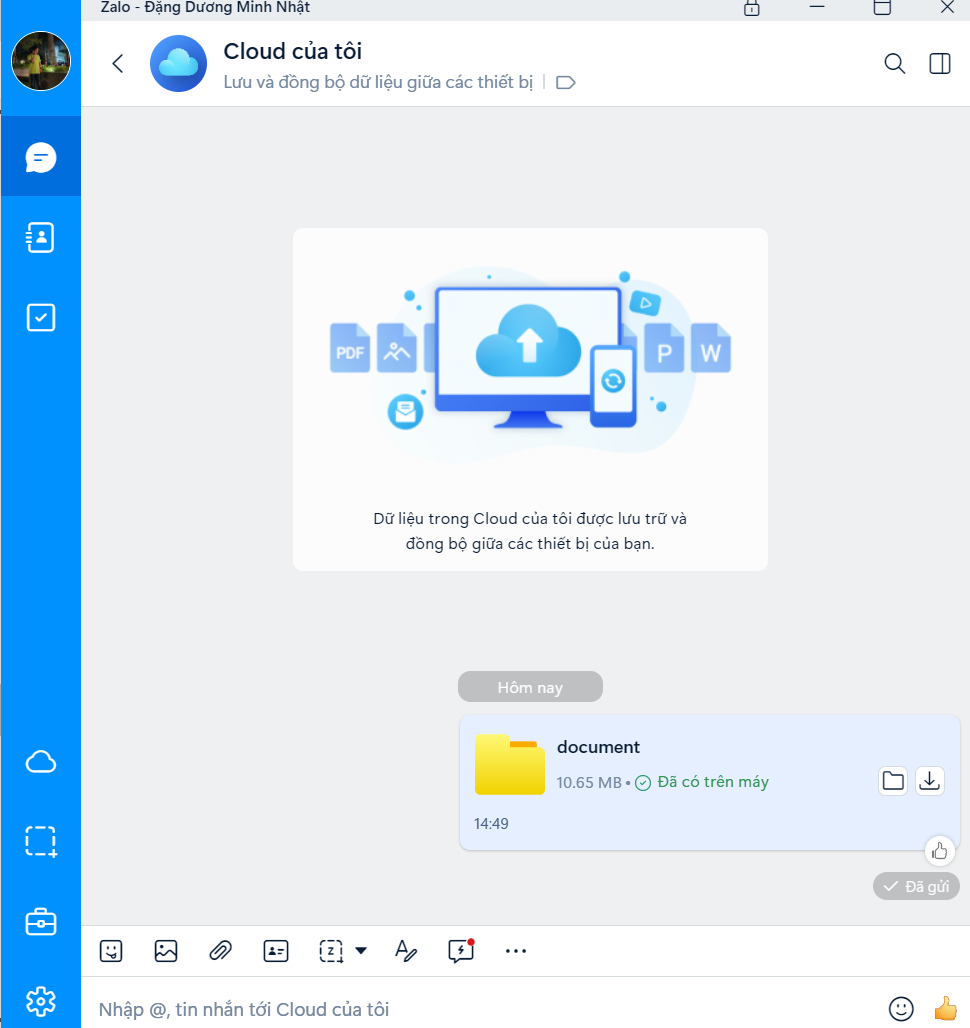 Zalo - Đặng Dương Minh Nhật
Cloud của tôi
Lưu và đồng bộ dữ liệu giữa các thiết bị
PDF
P
W
Dữ liệu trong Cloud của tôi được lưu trữ và
đồng bộ giữa các thiết bị của bạn.
Hôm nay
document
10.65 MB • Đã có trên máy
14:49
Đã gửi
Z
Nhập @, tin nhắn tới Cloud của tôi